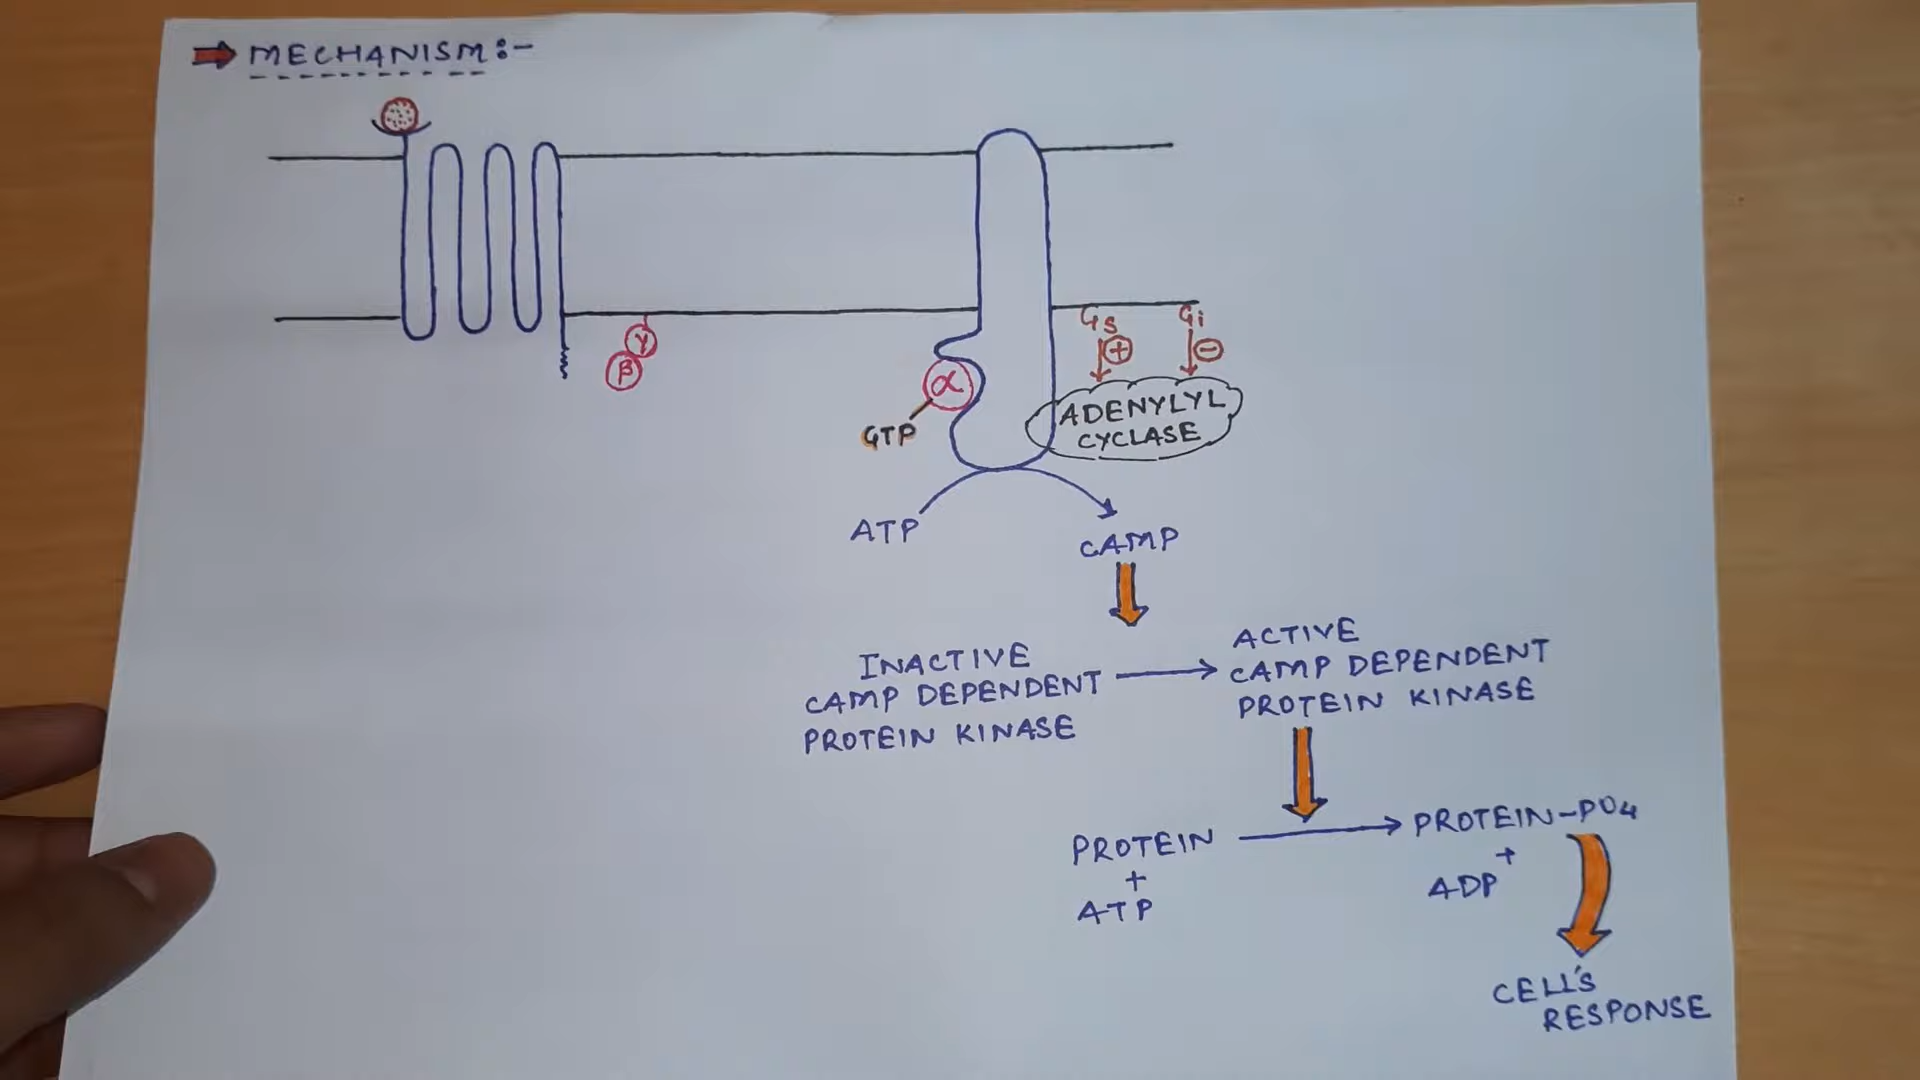 MECHANISM:-
γ
β
α
GTP
Gs
+
Gi
-
ADENYLYL
CYCLASE
ATP
CAMP
INACTIVE
CAMP DEPENDENT
PROTEIN KINASE
ACTIVE
CAMP DEPENDENT
PROTEIN KINASE
PROTEIN
+
ATP
PROTEIN-PO4
+
ADP
CELL'S
RESPONSE